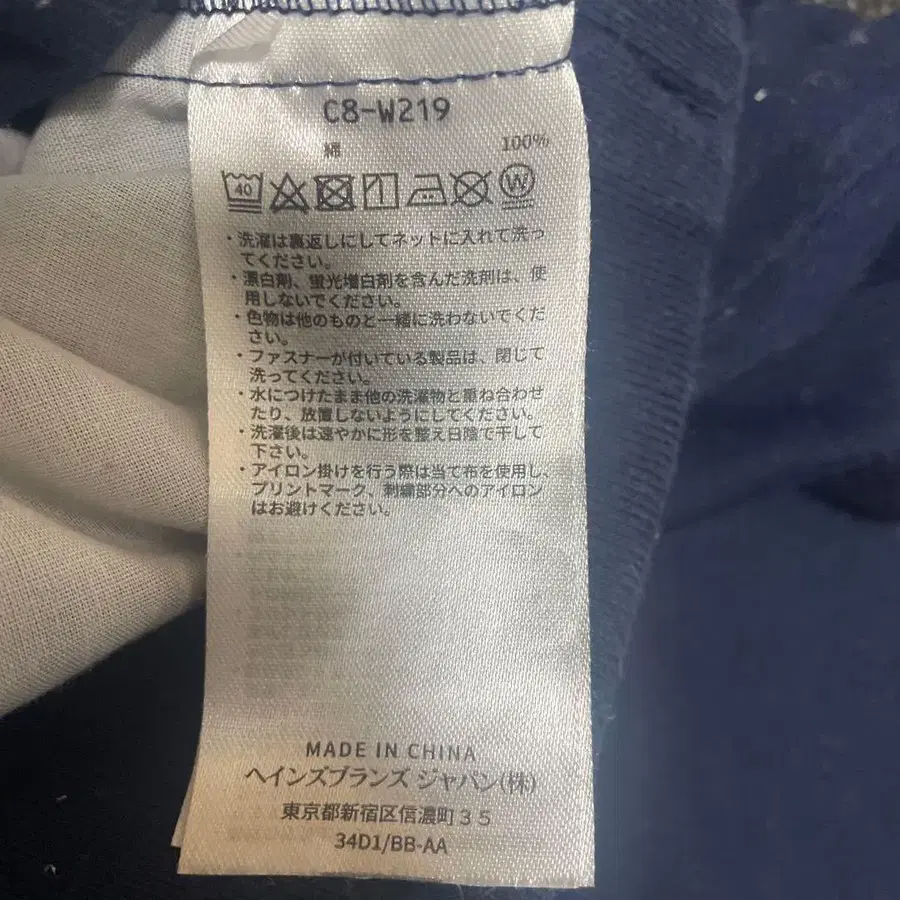 C8-W219
綿 100%
40 W
・洗濯は裏返しにしてネットに入れて洗っ
てください。
・漂白剤、蛍光増白剤を含んだ洗剤は、使
用しないでください。
・色物は他のものと一緒に洗わないでくだ
さい。
・ファスナーが付いている製品は、閉じて
洗ってください。
・水につけたまま他の洗濯物と重ね合わせ
たり、放置しないようにしてください。
・洗濯後は速やかに形を整え日陰で干して
下さい。
・アイロン掛けを行う際は当て布を使用し、
プリントマーク、刺繍部分へのアイロン
はお避けください。
MADE IN CHINA
ヘインズブランズ ジャパン(株)
東京都新宿区信濃町35
34D1/BB-AA